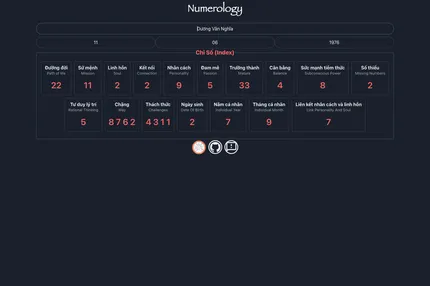 Numerology
Dương Văn Nghĩa
11 06 1976
Chỉ Số (Index)
Đường đời Sứ mệnh Linh hồn Kết nối Nhân cách Đam mê Trưởng thành Cân bằng Sức mạnh tiềm thức Số thiếu
Path of life Mission Soul Connection Personality Passion Mature Balance Subconscious Power Missing Numbers
22 11 2 2 9 5 33 4 8 2
Tư duy lý trí Chặng Thách thức Ngày sinh Năm cá nhân Tháng cá nhân Liên kết nhân cách và linh hồn
Rational Thinking Way Challenges Date Of Birth Individual Year Individual Month Link Personality And Soul
5 8 7 6 2 4 3 1 1 2 7 9 7